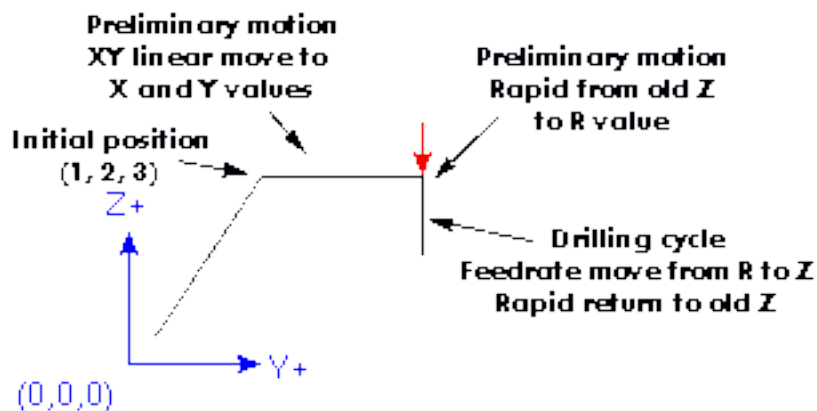 Preliminary motion
XY linear move to
X and Y values
Preliminary motion
Rapid from old Z
to R value
Initial position
(1, 2, 3)
Z+
Drilling cycle
Feedrate move from R to Z
Rapid return to old Z
Y+
(0,0,0)